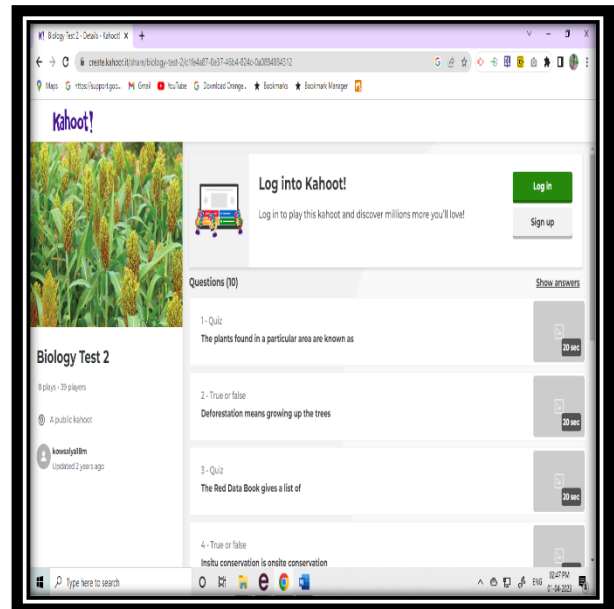 Biology Test 2 - Details - Kahoot!
create.kahoot.it/share/biology-test-2/
Maps
Gmail
YouTube
Download Drange..
Bookmarks
Bookmark Manager
Kahoot!
Log into Kahoot!
Log in to play this kahoot and discover millions more you'll love!
Log in
Sign up
Questions (10)
Show answers
1 - Quiz
The plants found in a particular area are known as
20 sec
2 - True or false
Deforestation means growing up the trees
20 sec
3 - Quiz
The Red Data Book gives a list of
20 sec
4 - True or false
Insitu conservation is onsite conservation
Biology Test 2
8 plays · 39 players
A public kahoot
kowsalya18m
Updated 2 years ago
Type here to search
ENG
02:47 PM
01-04-2023